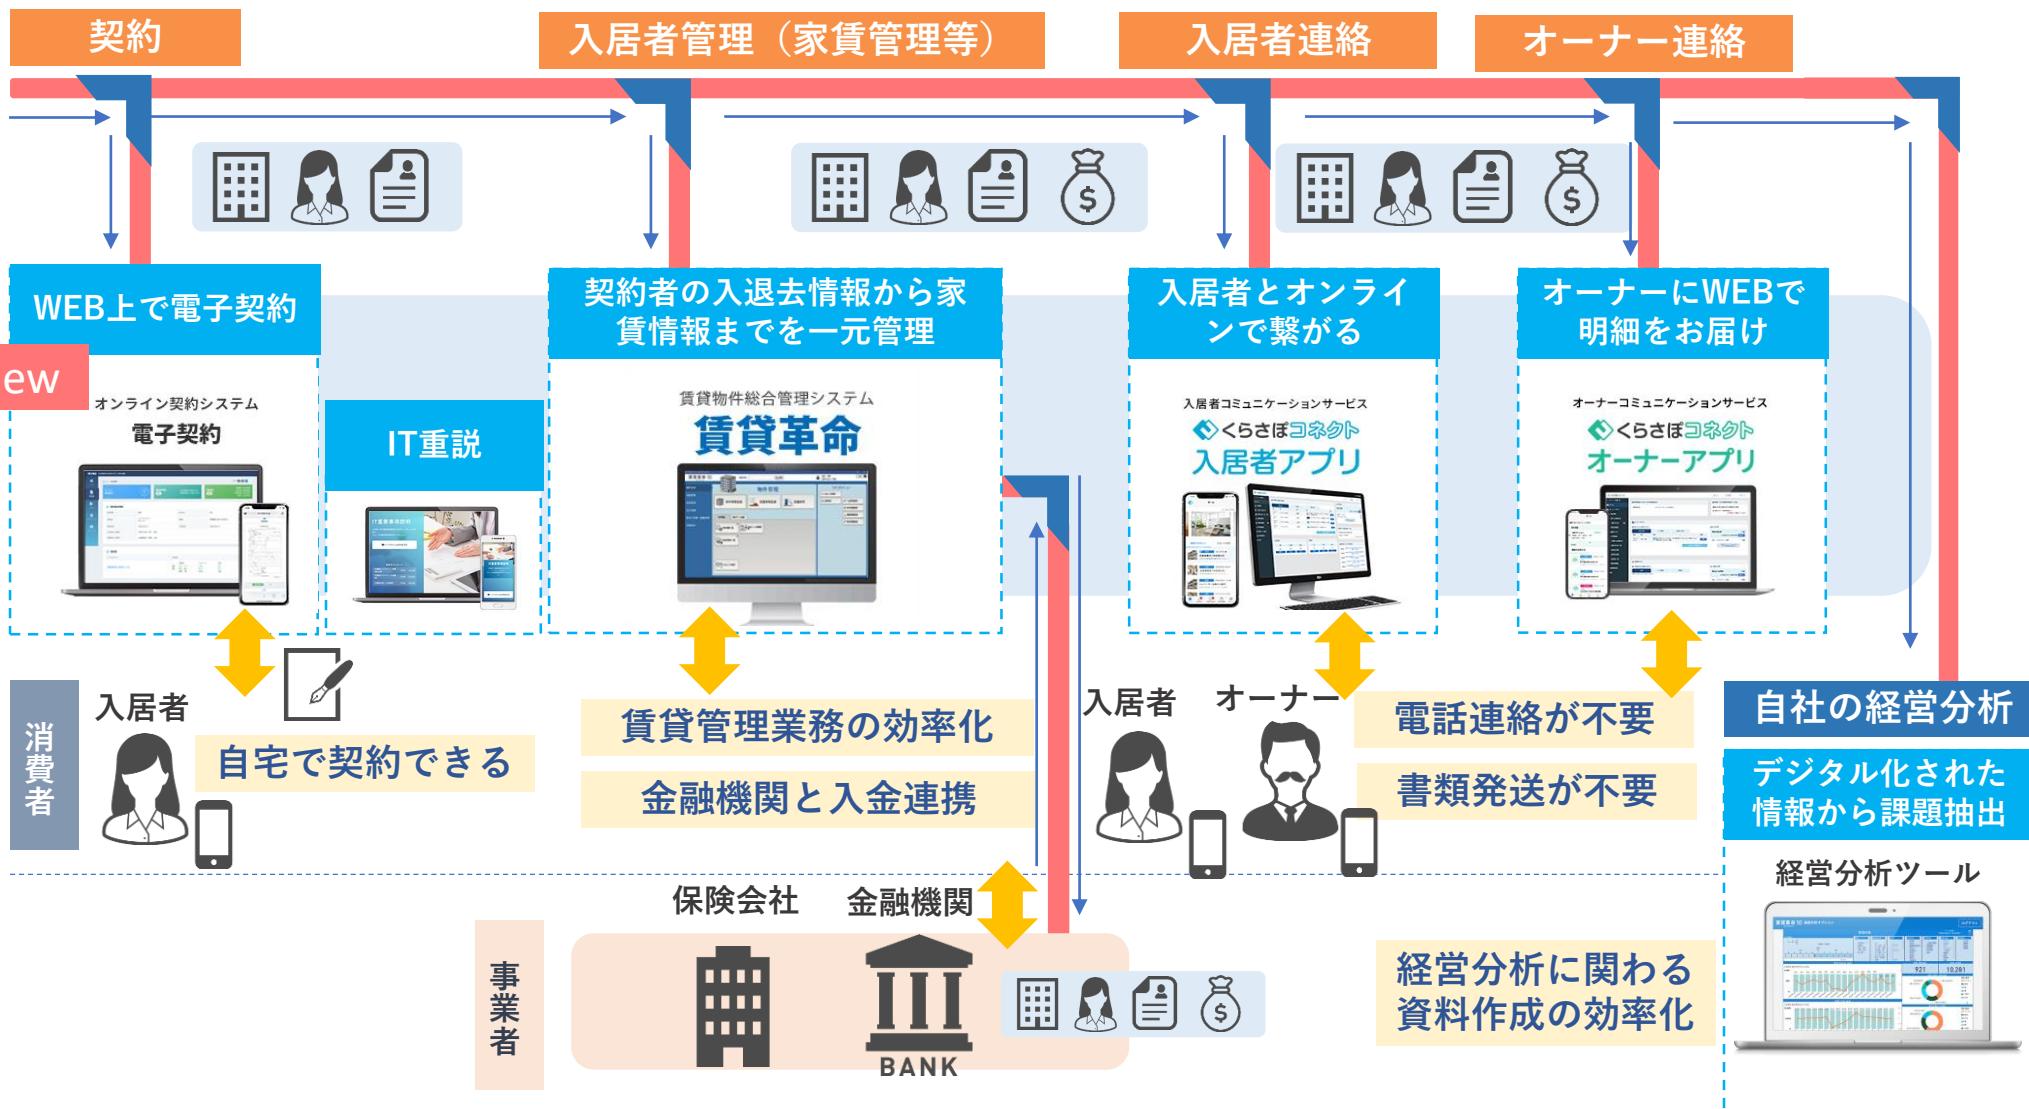 契約
入居者管理（家賃管理等）
入居者連絡
オーナー連絡
WEB上で電子契約
契約者の入退去情報から家
賃情報までを一元管理
入居者とオンライ
ンで繋がる
オーナーにWEBで
明細をお届け
ew
オンライン契約システム
電子契約
IT重説
賃貸物件総合管理システム
賃貸革命
入居者コミュニケーションサービス
くらさぽコネクト
入居者アプリ
オーナーコミュニケーションサービス
くらさぽコネクト
オーナーアプリ
消費者
入居者
自宅で契約できる
賃貸管理業務の効率化
金融機関と入金連携
入居者
オーナー
電話連絡が不要
書類発送が不要
自社の経営分析
デジタル化された
情報から課題抽出
経営分析ツール
事業者
保険会社
金融機関
BANK
経営分析に関わる
資料作成の効率化
921
10,281